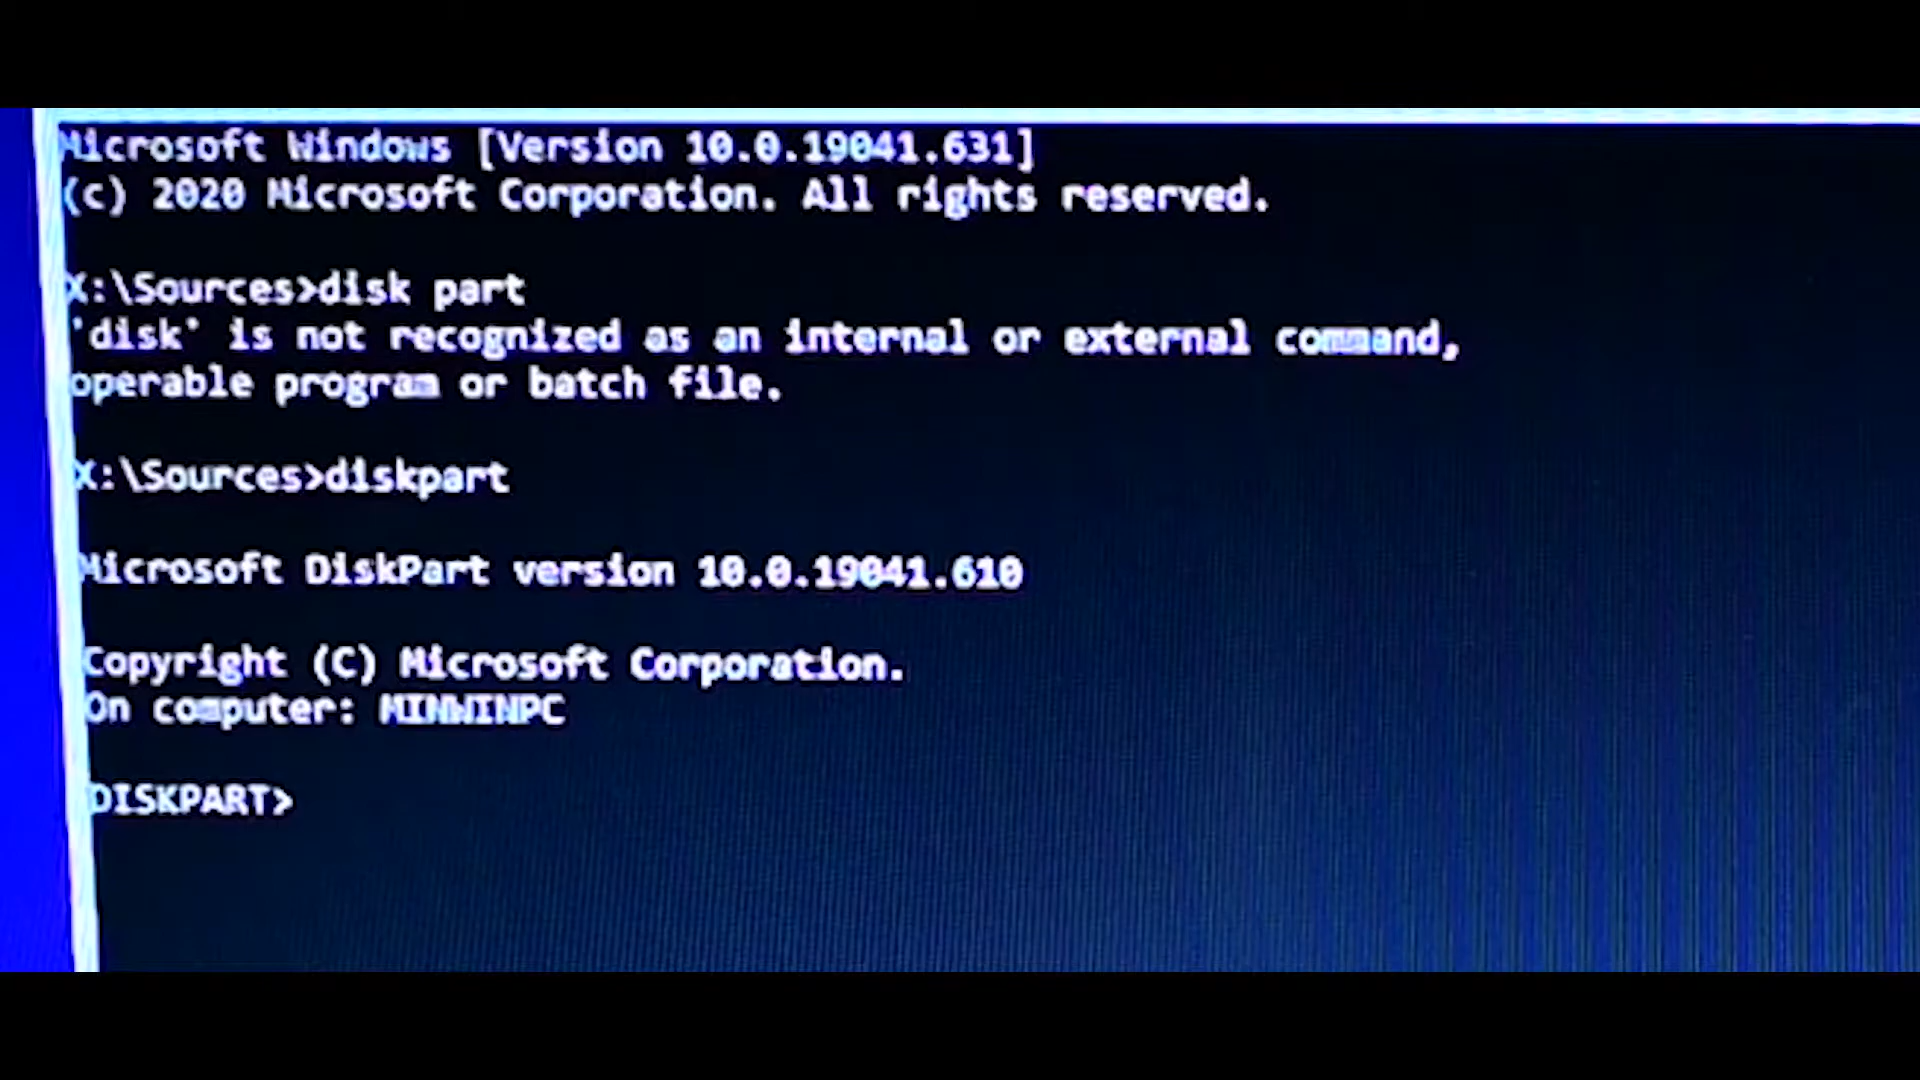 Microsoft Windows [Version 10.0.19041.631]
(c) 2020 Microsoft Corporation. All rights reserved.
X:\Sources>disk part
'disk' is not recognized as an internal or external command,
operable program or batch file.
X:\Sources>diskpart
Microsoft DiskPart version 10.0.19041.610
Copyright (C) Microsoft Corporation.
On computer: MININPC
DISKPART>